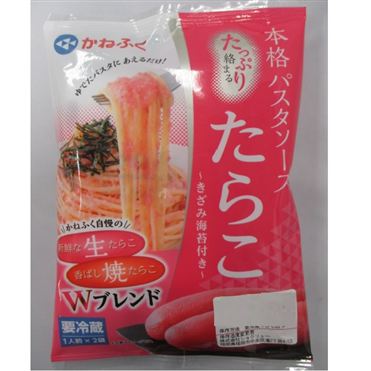 かねふく
ゆでたパスタに あえるだけ!
本格パスタソース
たっぷり
絡まる
たらこ
~きざみ海苔付き~
かねふく自慢の
新鮮な生たらこ
香ばし焼たらこ
Wブレンド
要冷蔵
1人前×2袋